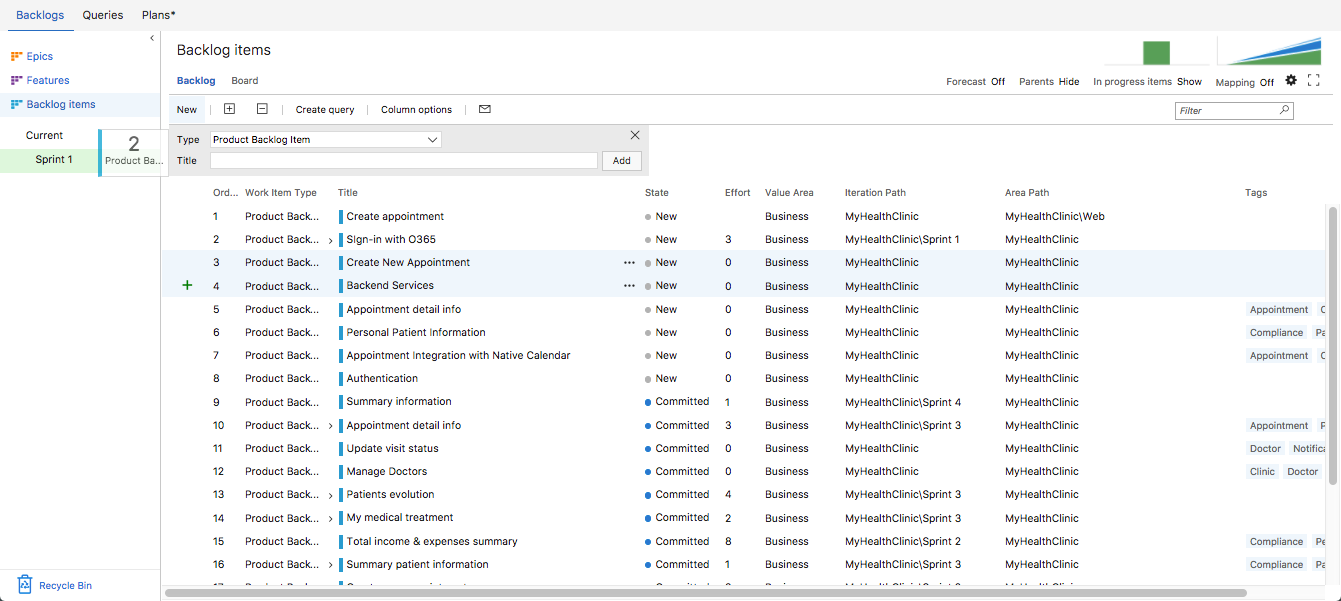 Backlogs Queries Plans*
Epics
Features
Backlog items
Current
Sprint 1
2
Product Ba...
Recycle Bin
Backlog items
Backlog Board
Forecast Off Parents Hide In progress items Show Mapping Off
New Create query Column options Filter
Type Product Backlog Item
Title Add
Ord... Work Item Type Title State Effort Value Area Iteration Path Area Path Tags
1 Product Back... Create appointment New Business MyHealthClinic MyHealthClinic\Web
2 Product Back... SIgn-in with O365 New 3 Business MyHealthClinic\Sprint 1 MyHealthClinic
3 Product Back... Create New Appointment ... New 0 Business MyHealthClinic MyHealthClinic
4 Product Back... Backend Services ... New 0 Business MyHealthClinic MyHealthClinic
5 Product Back... Appointment detail info New 0 Business MyHealthClinic MyHealthClinic Appointment
6 Product Back... Personal Patient Information New 0 Business MyHealthClinic MyHealthClinic Compliance Pa
7 Product Back... Appointment Integration with Native Calendar New 0 Business MyHealthClinic MyHealthClinic Appointment
8 Product Back... Authentication New 0 Business MyHealthClinic MyHealthClinic
9 Product Back... Summary information Committed 1 Business MyHealthClinic\Sprint 4 MyHealthClinic
10 Product Back... Appointment detail info Committed 3 Business MyHealthClinic\Sprint 3 MyHealthClinic Appointment
11 Product Back... Update visit status Committed 0 Business MyHealthClinic MyHealthClinic Doctor Notifica
12 Product Back... Manage Doctors Committed 0 Business MyHealthClinic MyHealthClinic Clinic Doctor
13 Product Back... Patients evolution Committed 4 Business MyHealthClinic\Sprint 3 MyHealthClinic
14 Product Back... My medical treatment Committed 2 Business MyHealthClinic\Sprint 3 MyHealthClinic
15 Product Back... Total income & expenses summary Committed 8 Business MyHealthClinic\Sprint 2 MyHealthClinic Compliance Pe
16 Product Back... Summary patient information Committed 1 Business MyHealthClinic\Sprint 3 MyHealthClinic Compliance Pa